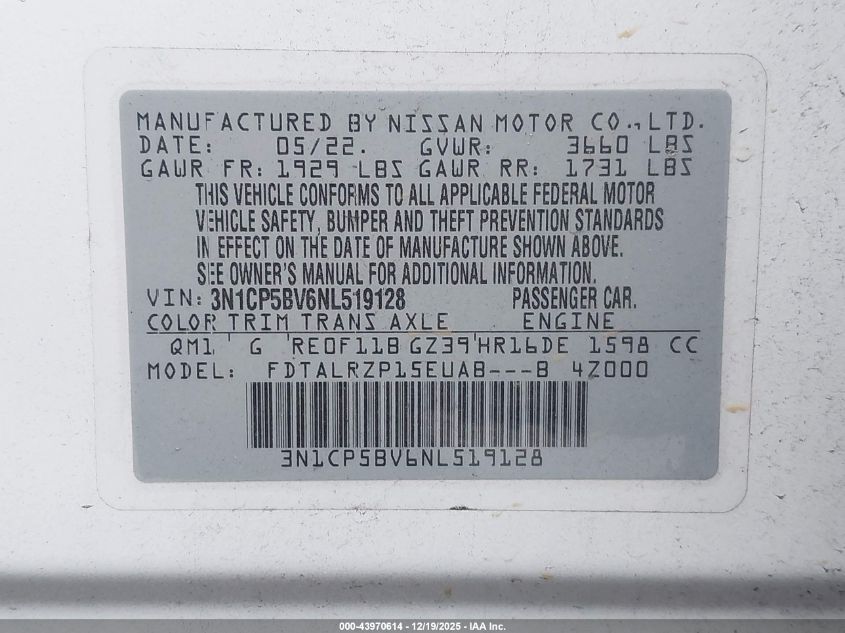 MANUFACTURED BY NISSAN MOTOR CO., LTD.
DATE: 05/22. GVWR: 3660 LBS
GAWR FR: 1929 LBS GAWR RR: 1731 LBS
THIS VEHICLE CONFORMS TO ALL APPLICABLE FEDERAL MOTOR
VEHICLE SAFETY, BUMPER AND THEFT PREVENTION STANDARDS
IN EFFECT ON THE DATE OF MANUFACTURE SHOWN ABOVE.
SEE OWNER'S MANUAL FOR ADDITIONAL INFORMATION.
VIN: 3N1CP5BV6NL519128 PASSENGER CAR.
COLOR TRIM TRANS AXLE ENGINE
QM1 G RE0F11B GZ39 HR16DE 1598 CC
MODEL: FDTALRZP15EUAB---B 4Z000
3N1CP5BV6NL519128
000-43970614 - 12/19/2025 - IAA Inc.